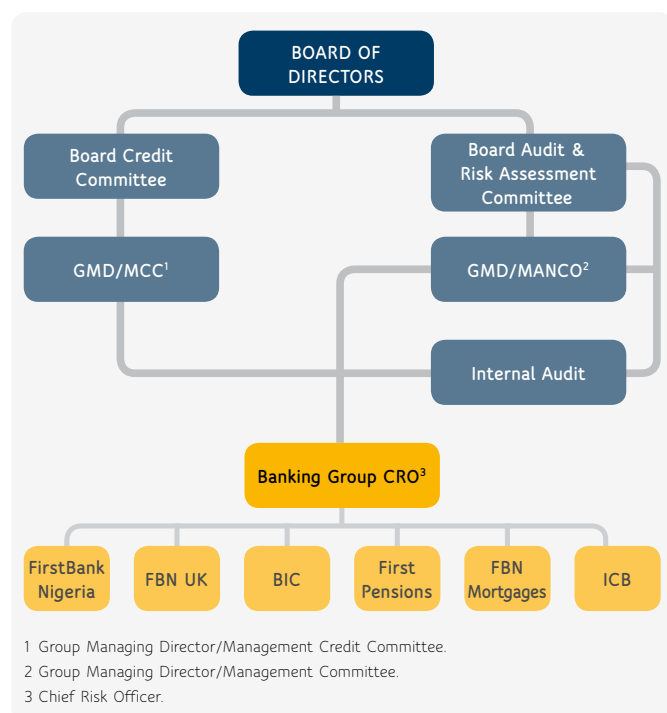 BOARD OF
DIRECTORS
Board Credit
Committee
Board Audit &
Risk Assessment
Committee
GMD/MCC¹
GMD/MANCO²
Internal Audit
Banking Group CRO³
FirstBank
Nigeria
FBN UK
BIC
First
Pensions
FBN
Mortgages
ICB
1 Group Managing Director/Management Credit Committee.
2 Group Managing Director/Management Committee.
3 Chief Risk Officer.